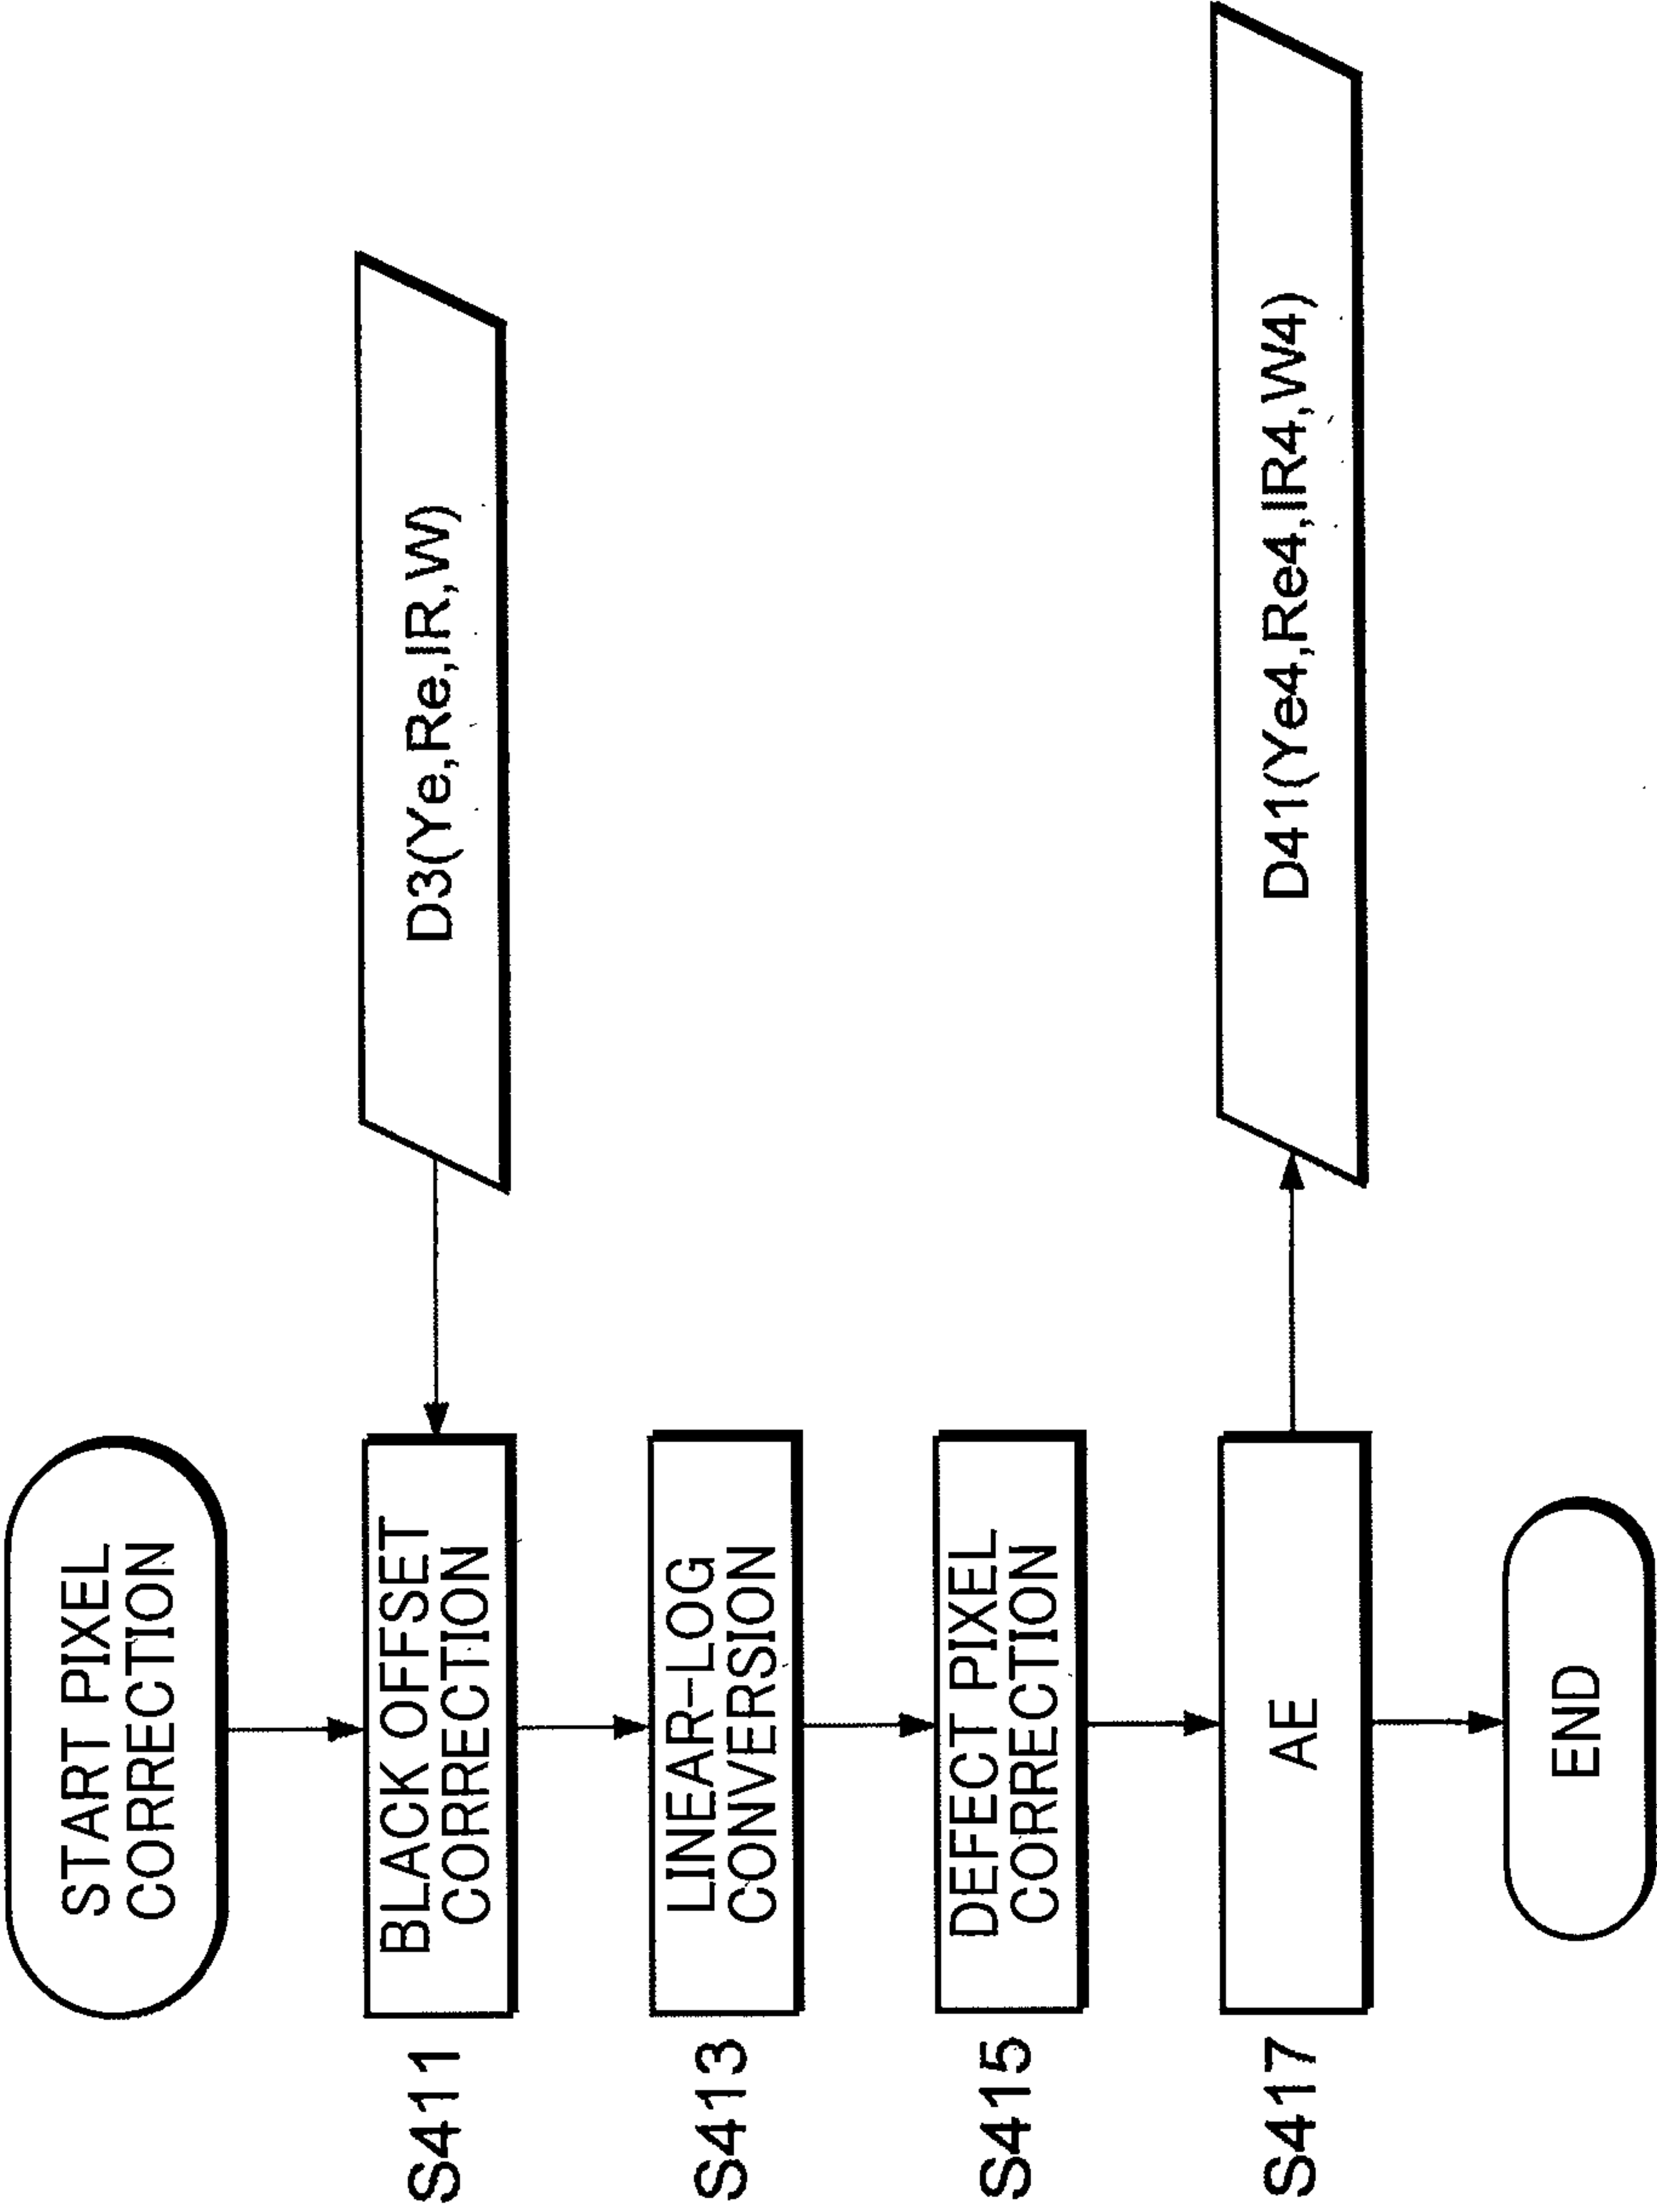 START PIXEL
CORRECTION
S411
BLACK OFFSET
CORRECTION
D3(Ye,Re,IR,W)
S413
LINEAR-LOG
CONVERSION
S415
DEFECT PIXEL
CORRECTION
S417
AE
D41(Ye4,Re4,IR4,W4)
END